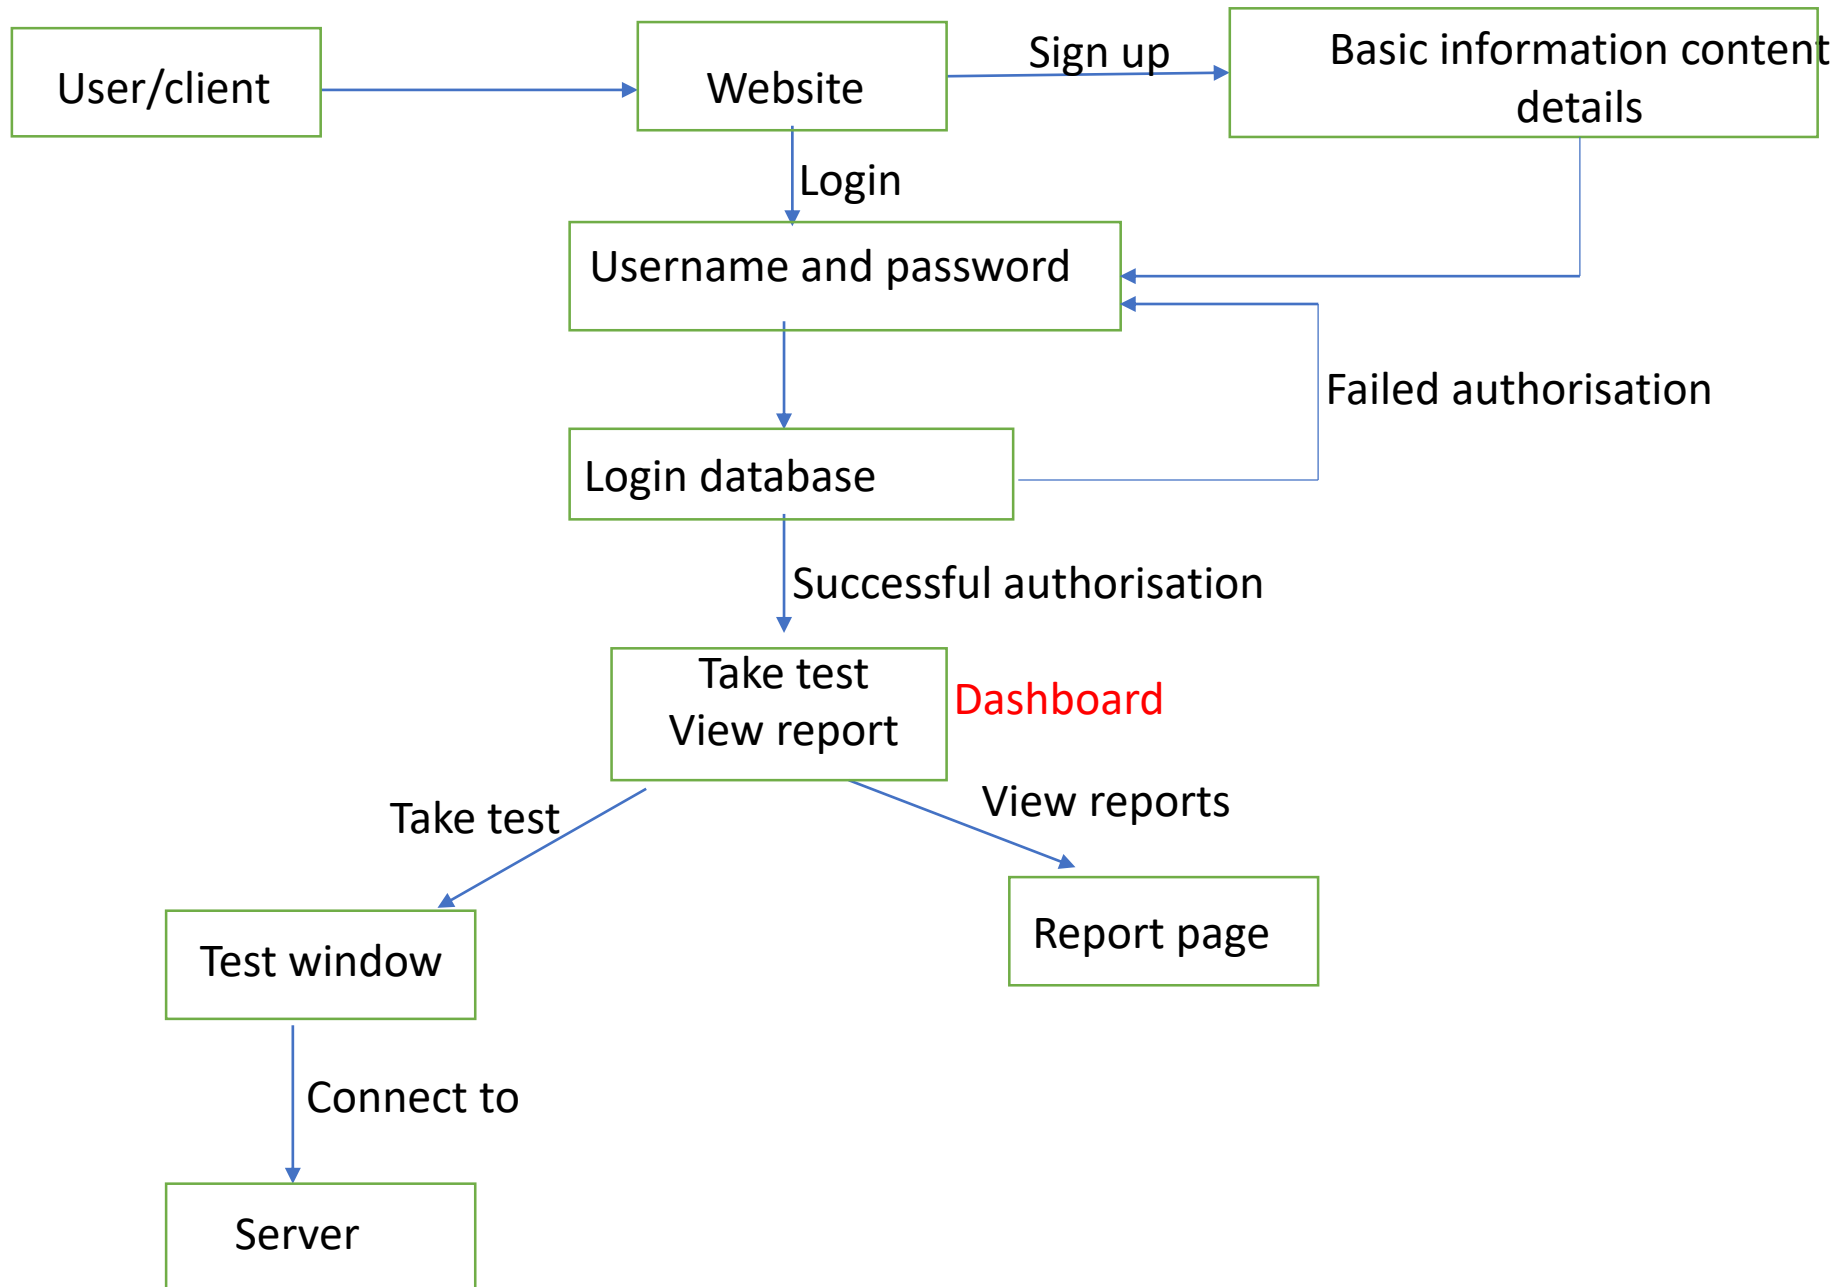 User/client
Website
Sign up
Basic information content
details
Login
Username and password
Failed authorisation
Login database
Successful authorisation
Take test
View report
Dashboard
Take test
View reports
Test window
Report page
Connect to
Server